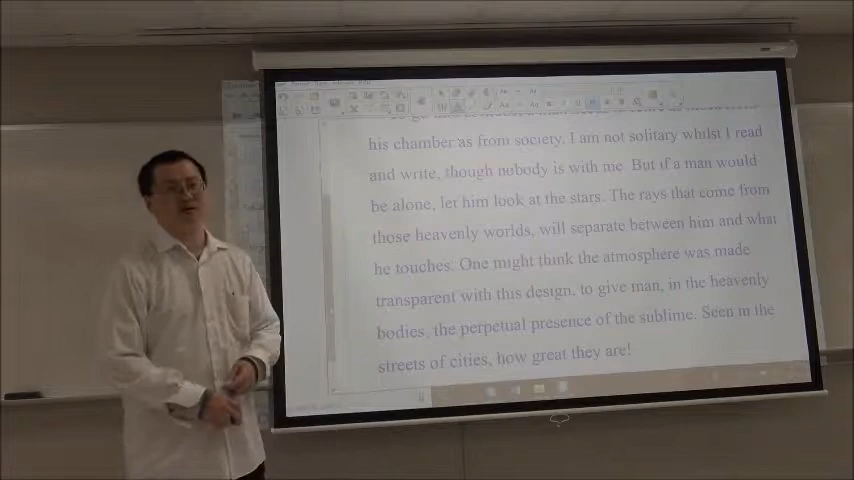 his chamber as from society. I am not solitary whilst I read
and write, though nobody is with me. But if a man would
be alone, let him look at the stars. The rays that come from
those heavenly worlds, will separate between him and what
he touches. One might think the atmosphere was made
transparent with this design, to give man, in the heavenly
bodies, the perpetual presence of the sublime. Seen in the
streets of cities, how great they are!